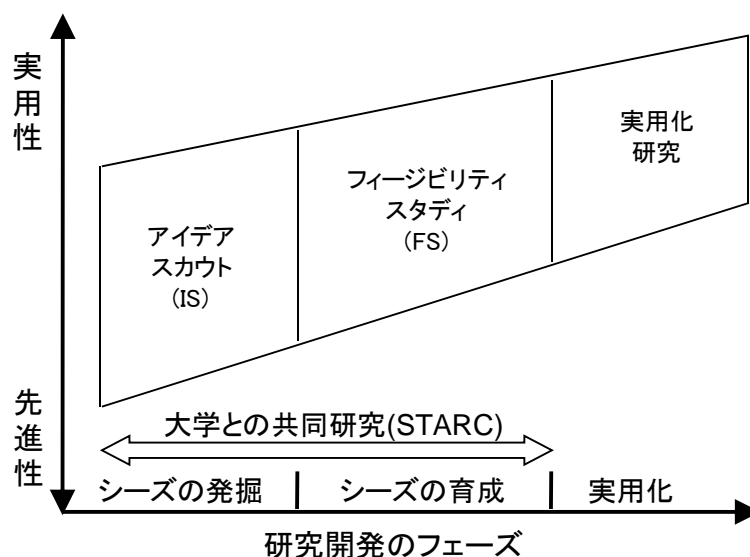 実用性
先進性
アイデア
スカウト
(IS)
フィージビリティ
スタディ
(FS)
実用化
研究
大学との共同研究(STARC)
シーズの発掘
シーズの育成
実用化
研究開発のフェーズ